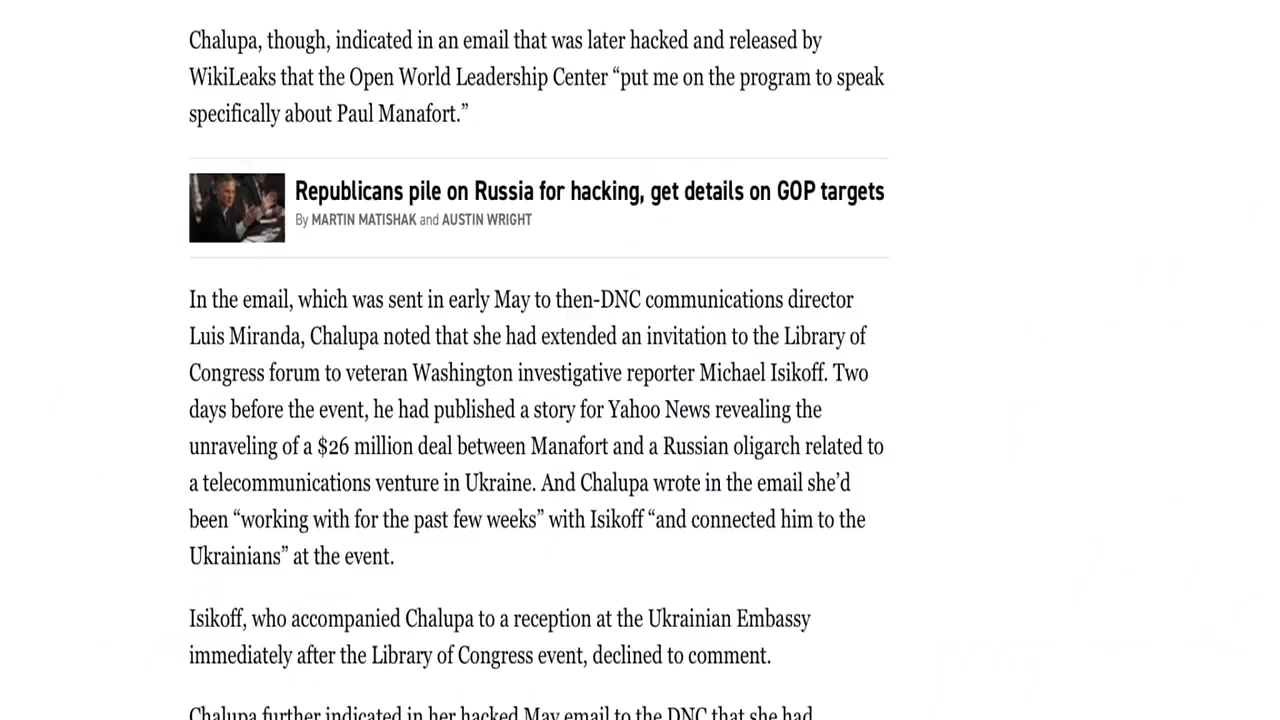 Chalupa, though, indicated in an email that was later hacked and released by
WikiLeaks that the Open World Leadership Center “put me on the program to speak
specifically about Paul Manafort.”
Republicans pile on Russia for hacking, get details on GOP targets
By MARTIN MATISHAK and AUSTIN WRIGHT
In the email, which was sent in early May to then-DNC communications director
Luis Miranda, Chalupa noted that she had extended an invitation to the Library of
Congress forum to veteran Washington investigative reporter Michael Isikoff. Two
days before the event, he had published a story for Yahoo News revealing the
unraveling of a $26 million deal between Manafort and a Russian oligarch related to
a telecommunications venture in Ukraine. And Chalupa wrote in the email she’d
been “working with for the past few weeks” with Isikoff “and connected him to the
Ukrainians” at the event.
Isikoff, who accompanied Chalupa to a reception at the Ukrainian Embassy
immediately after the Library of Congress event, declined to comment.
Chalupa further indicated in her hacked May email to the DNC that she had